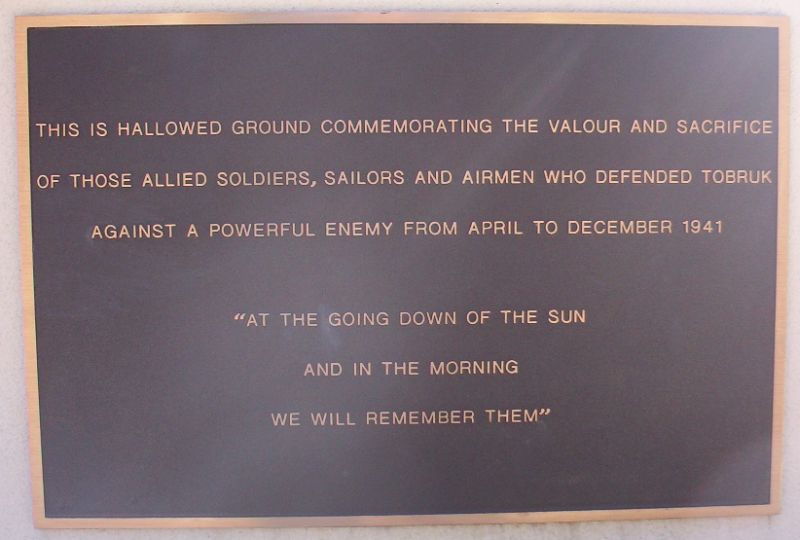 THIS IS HALLOWED GROUND COMMEMORATING THE VALOUR AND SACRIFICE
OF THOSE ALLIED SOLDIERS, SAILORS AND AIRMEN WHO DEFENDED TOBRUK
AGAINST A POWERFUL ENEMY FROM APRIL TO DECEMBER 1941
“AT THE GOING DOWN OF THE SUN
AND IN THE MORNING
WE WILL REMEMBER THEM”